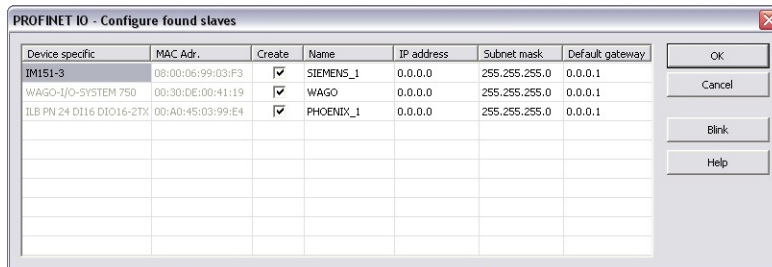 PROFINET IO - Configure found slaves
Device specific MAC Adr. Create Name IP address Subnet mask Default gateway
IM151-3 08:00:06:99:03:F3 SIEMENS_1 0.0.0.0 255.255.255.0 0.0.0.1
WAGO-I/O-SYSTEM 750 00:30:DE:00:41:19 WAGO 0.0.0.0 255.255.255.0 0.0.0.1
ILB PN 24 DI16 DIO16-2TX 00:A0:45:03:99:E4 PHOENIX_1 0.0.0.0 255.255.255.0 0.0.0.1
OK
Cancel
Blink
Help